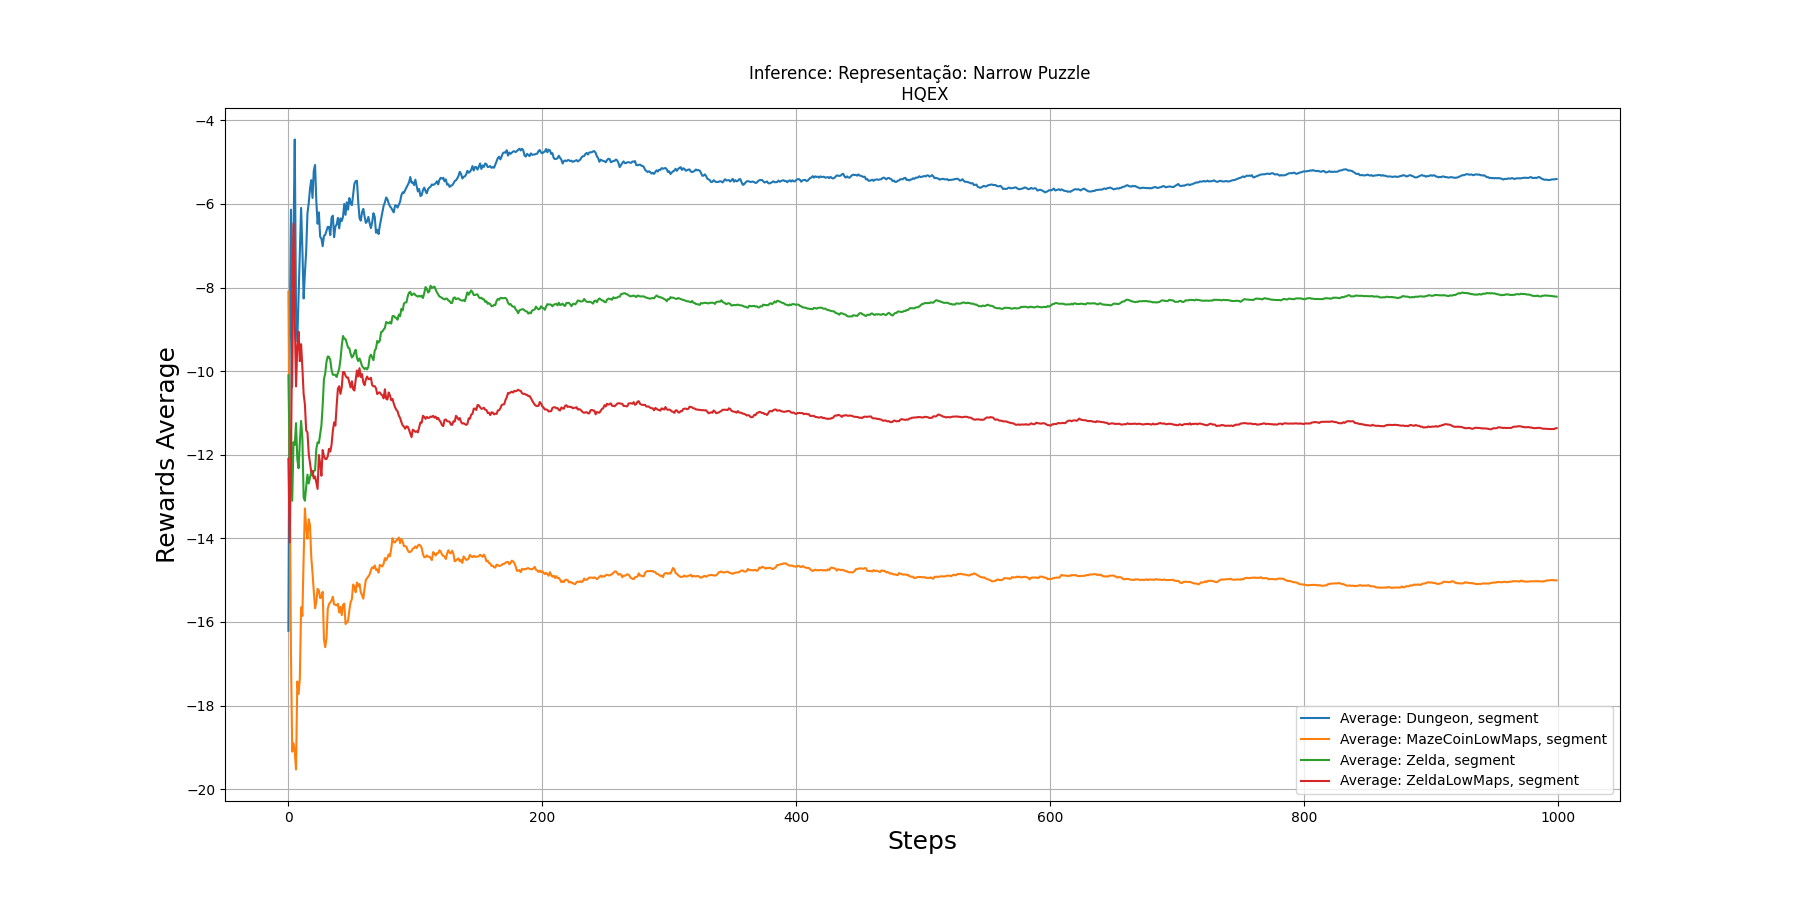 Inference: Representação: Narrow Puzzle
HQEX
Rewards Average
−4
−6
−8
−10
−12
−14
−16
−18
−20
0
200
400
600
800
1000
Steps
Average: Dungeon, segment
Average: MazeCoinLowMaps, segment
Average: Zelda, segment
Average: ZeldaLowMaps, segment